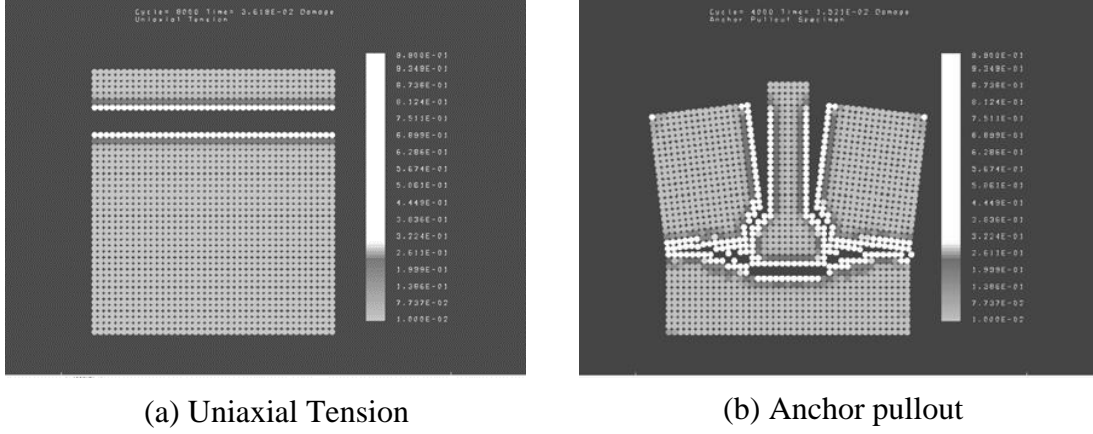 Cycle= 8000 Time= 3.618E-02 Damage
Uniaxial Tension
9.800E-01
9.349E-01
8.736E-01
8.124E-01
7.511E-01
6.899E-01
6.286E-01
5.674E-01
5.061E-01
4.449E-01
3.836E-01
3.224E-01
2.611E-01
1.999E-01
1.386E-01
7.737E-02
1.000E-02
(a) Uniaxial Tension
Cycle= 4000 Time= 1.521E-02 Damage
Anchor Pullout Specimen
9.800E-01
9.349E-01
8.736E-01
8.124E-01
7.511E-01
6.899E-01
6.286E-01
5.674E-01
5.061E-01
4.449E-01
3.836E-01
3.224E-01
2.611E-01
1.999E-01
1.386E-01
7.737E-02
1.000E-02
(b) Anchor pullout